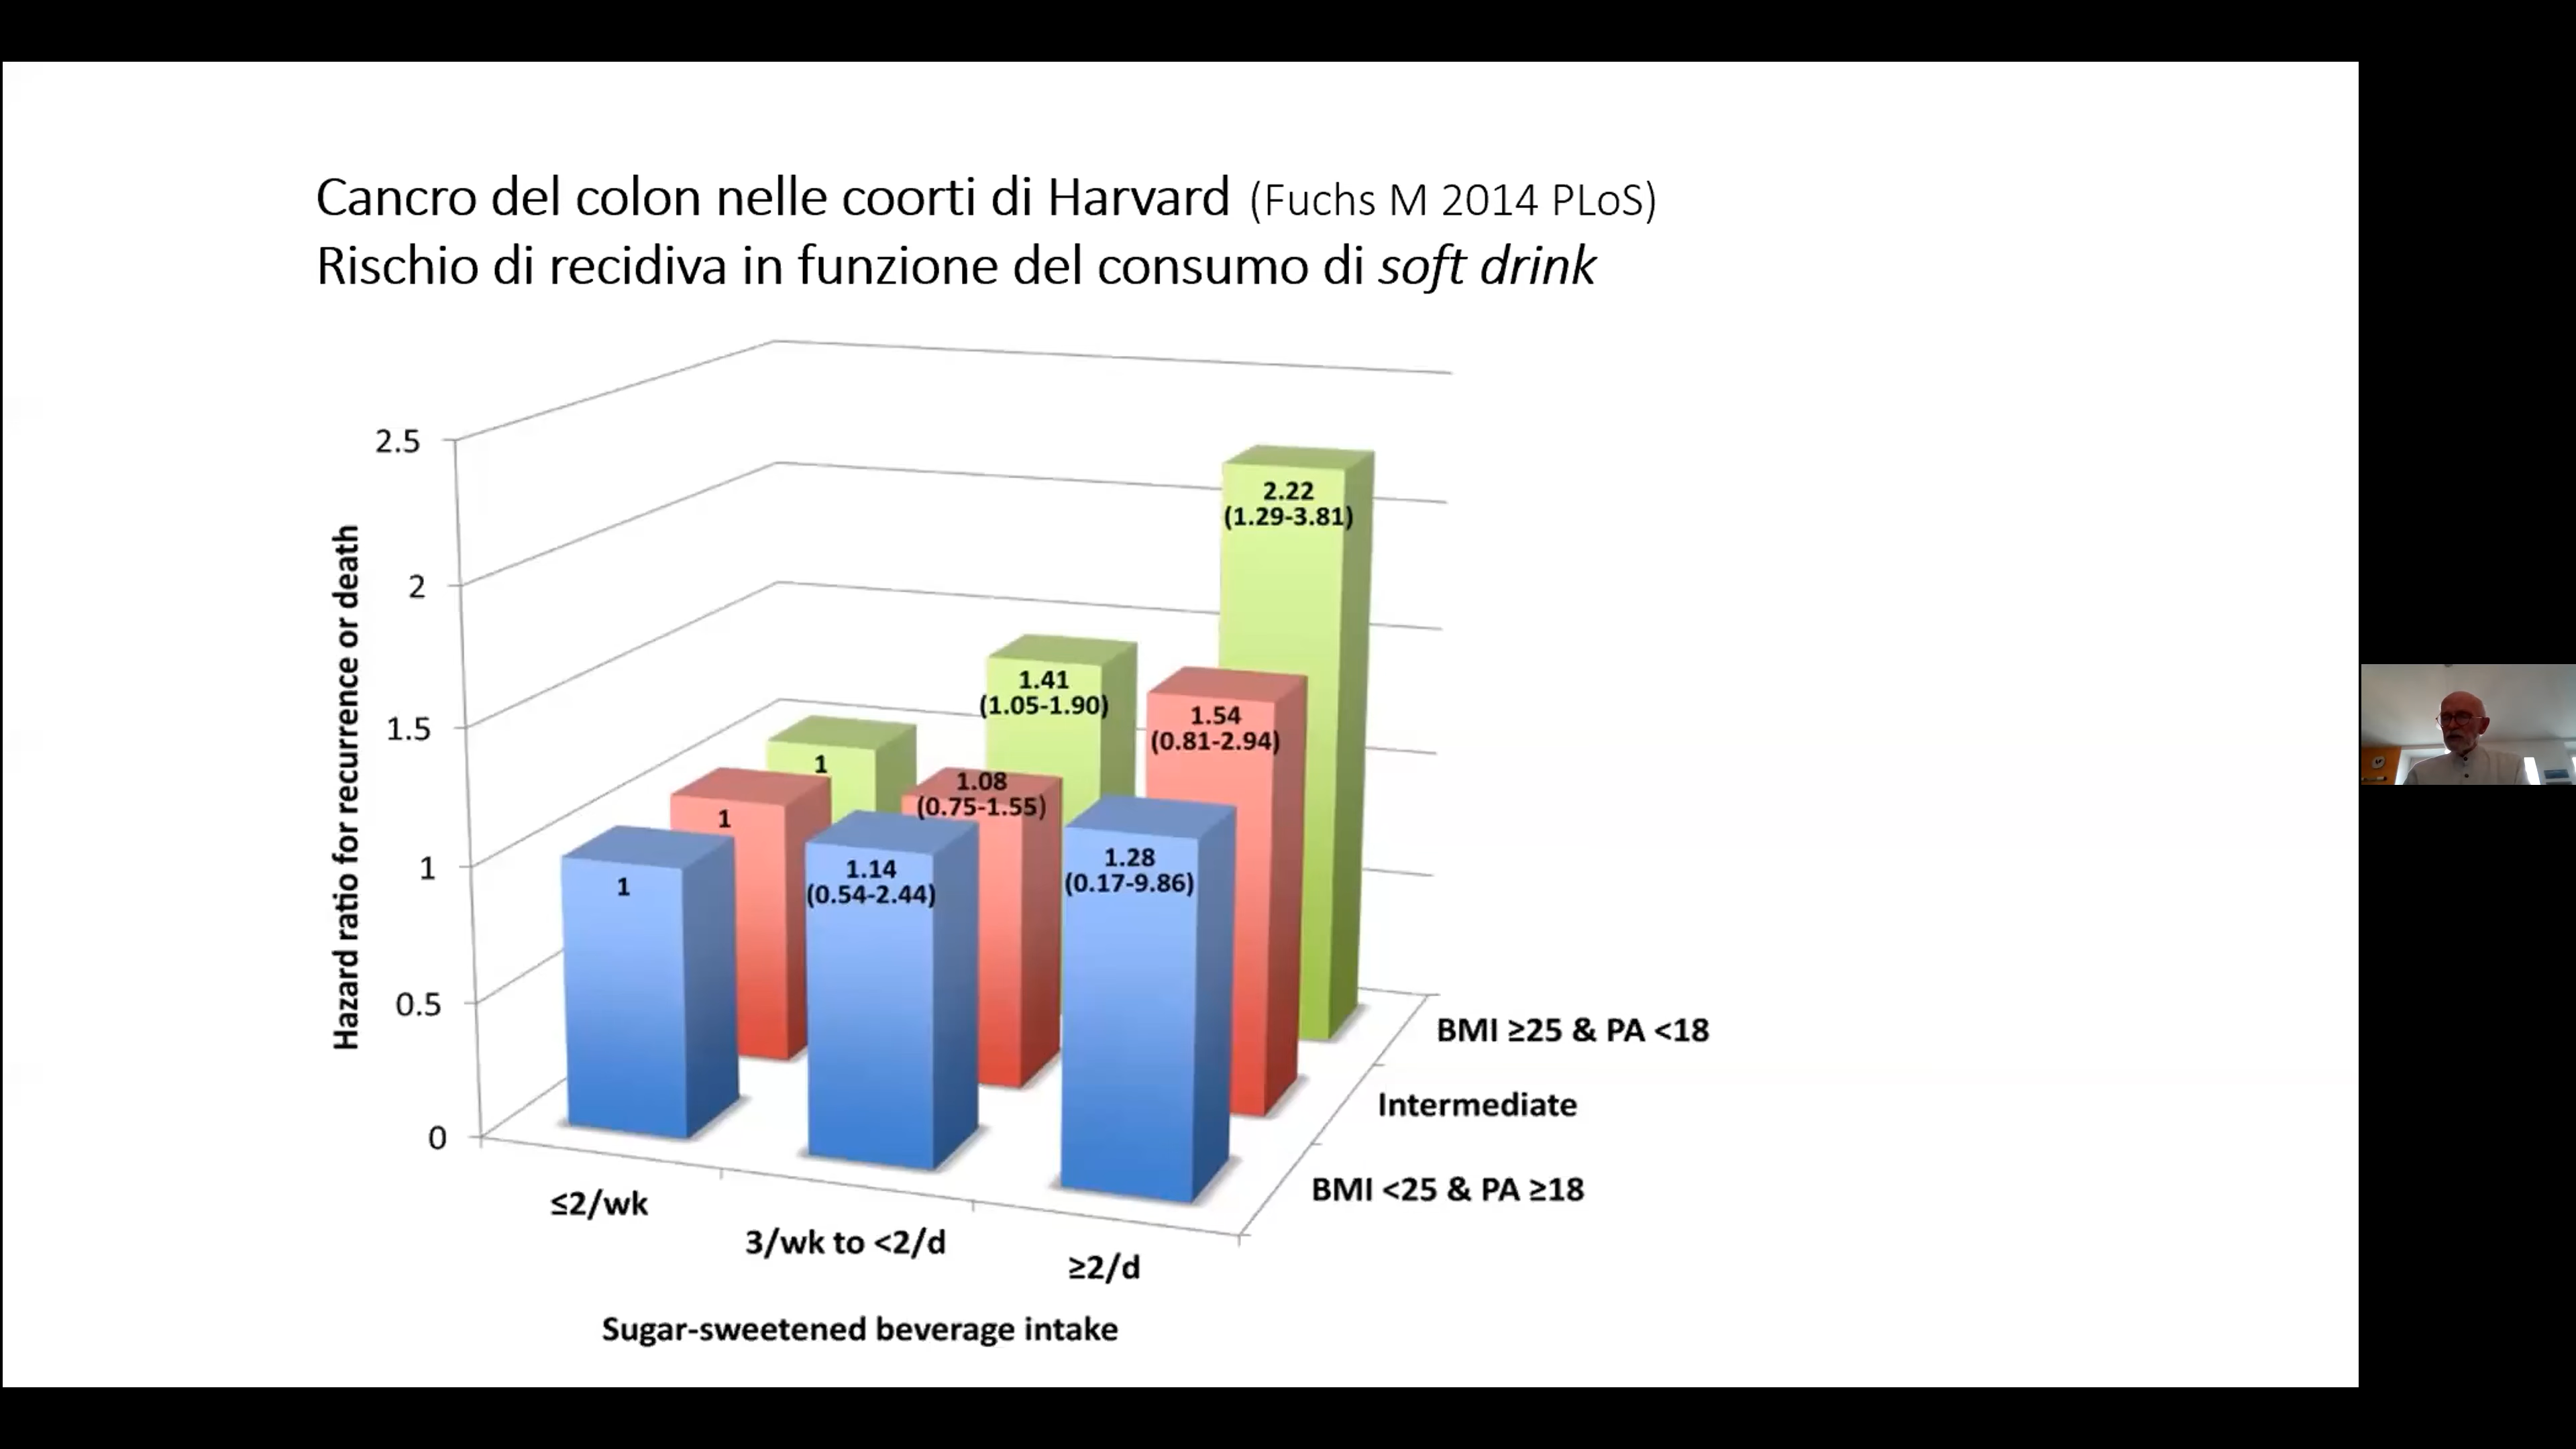 Cancro del colon nelle coorti di Harvard (Fuchs M 2014 PLoS)
Rischio di recidiva in funzione del consumo di soft drink
Hazard ratio for recurrence or death
2.5
2
1.5
1
0.5
0
2.22
(1.29-3.81)
1.41
(1.05-1.90)
1
1.54
(0.81-2.94)
1.08
(0.75-1.55)
1
1.28
(0.17-9.86)
1.14
(0.54-2.44)
1
BMI ≥25 & PA <18
Intermediate
BMI <25 & PA ≥18
≤2/wk
3/wk to <2/d
≥2/d
Sugar-sweetened beverage intake